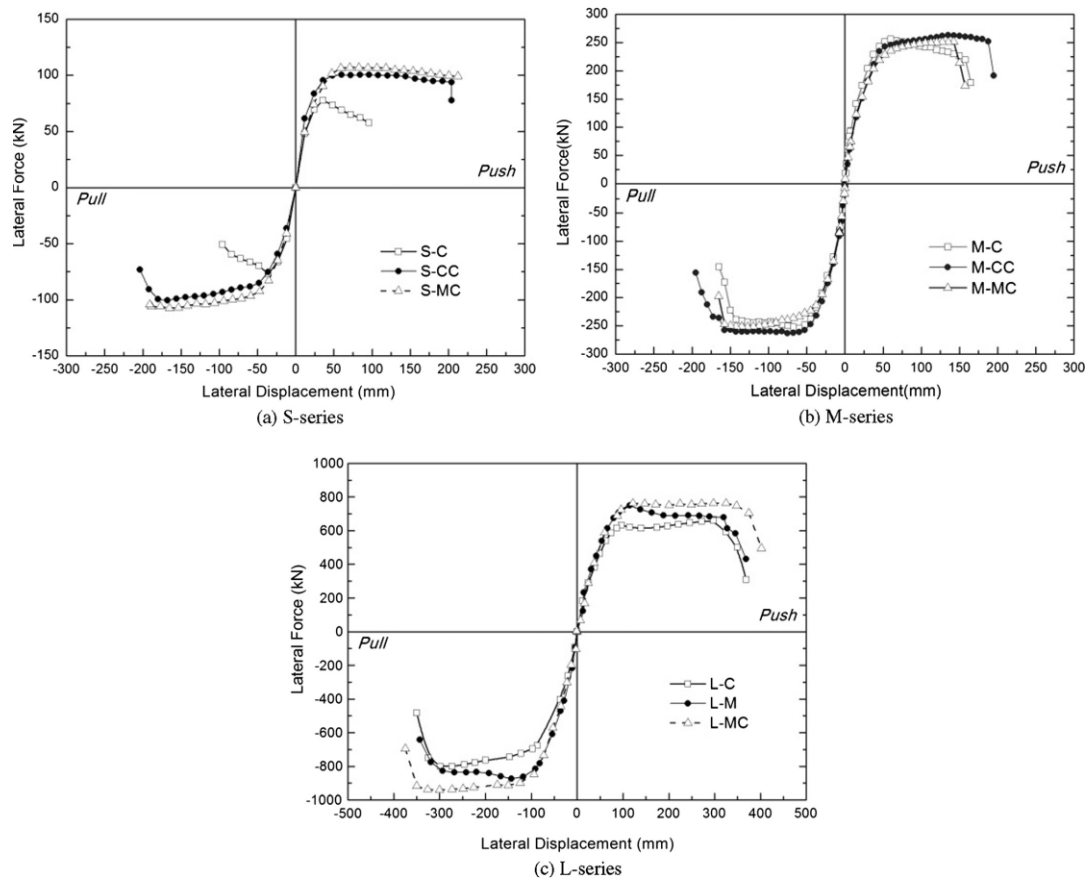 150
100
50
0
-50
-100
-150
Lateral Force (kN)
Push
Pull
S-C
S-CC
S-MC
-300 -250 -200 -150 -100 -50 0 50 100 150 200 250 300
Lateral Displacement (mm)
(a) S-series
300
250
200
150
100
50
0
-50
-100
-150
-200
-250
-300
Lateral Force(kN)
Push
Pull
M-C
M-CC
M-MC
-300 -250 -200 -150 -100 -50 0 50 100 150 200 250 300
Lateral Displacement(mm)
(b) M-series
1000
800
600
400
200
0
-200
-400
-600
-800
-1000
Lateral Force (kN)
Push
Pull
L-C
L-M
L-MC
-500 -400 -300 -200 -100 0 100 200 300 400 500
Lateral Displacement (mm)
(c) L-series